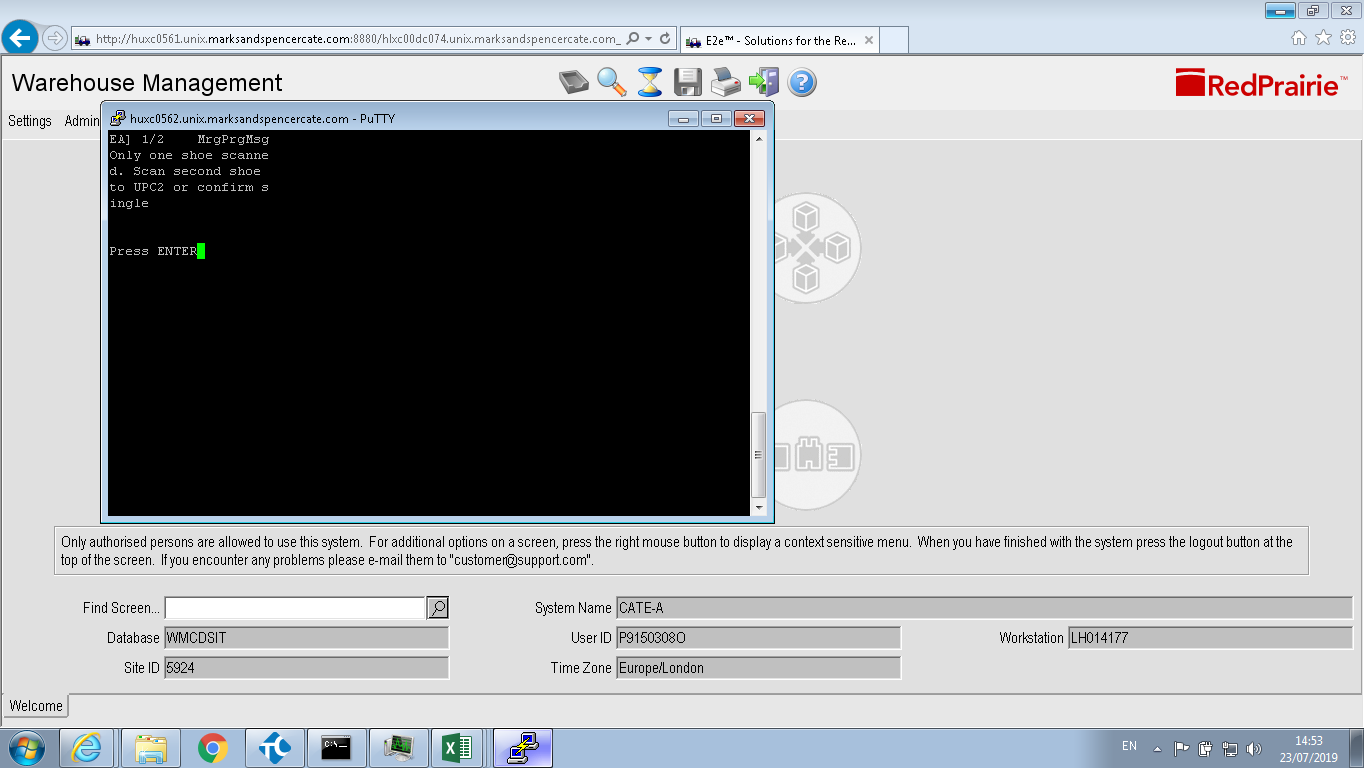 http://huxc0561.unix.marksandspencercate.com:8880/hlxc00dc074.unix.marksandspencercate.com_
E2e™ - Solutions for the Re...
Warehouse Management
RedPrairie™
Settings Admin
huxc0562.unix.marksandspencercate.com - PuTTY
EA] 1/2 MrgPrgMsg
Only one shoe scanne
d. Scan second shoe
to UPC2 or confirm s
ingle
Press ENTER
Only authorised persons are allowed to use this system. For additional options on a screen, press the right mouse button to display a context sensitive menu. When you have finished with the system press the logout button at the
top of the screen. If you encounter any problems please e-mail them to "customer@support.com".
Find Screen... System Name CATE-A
Database WMCDSIT User ID P9150308O Workstation LH014177
Site ID 5924 Time Zone Europe/London
Welcome
C:\_
EN 14:53
23/07/2019